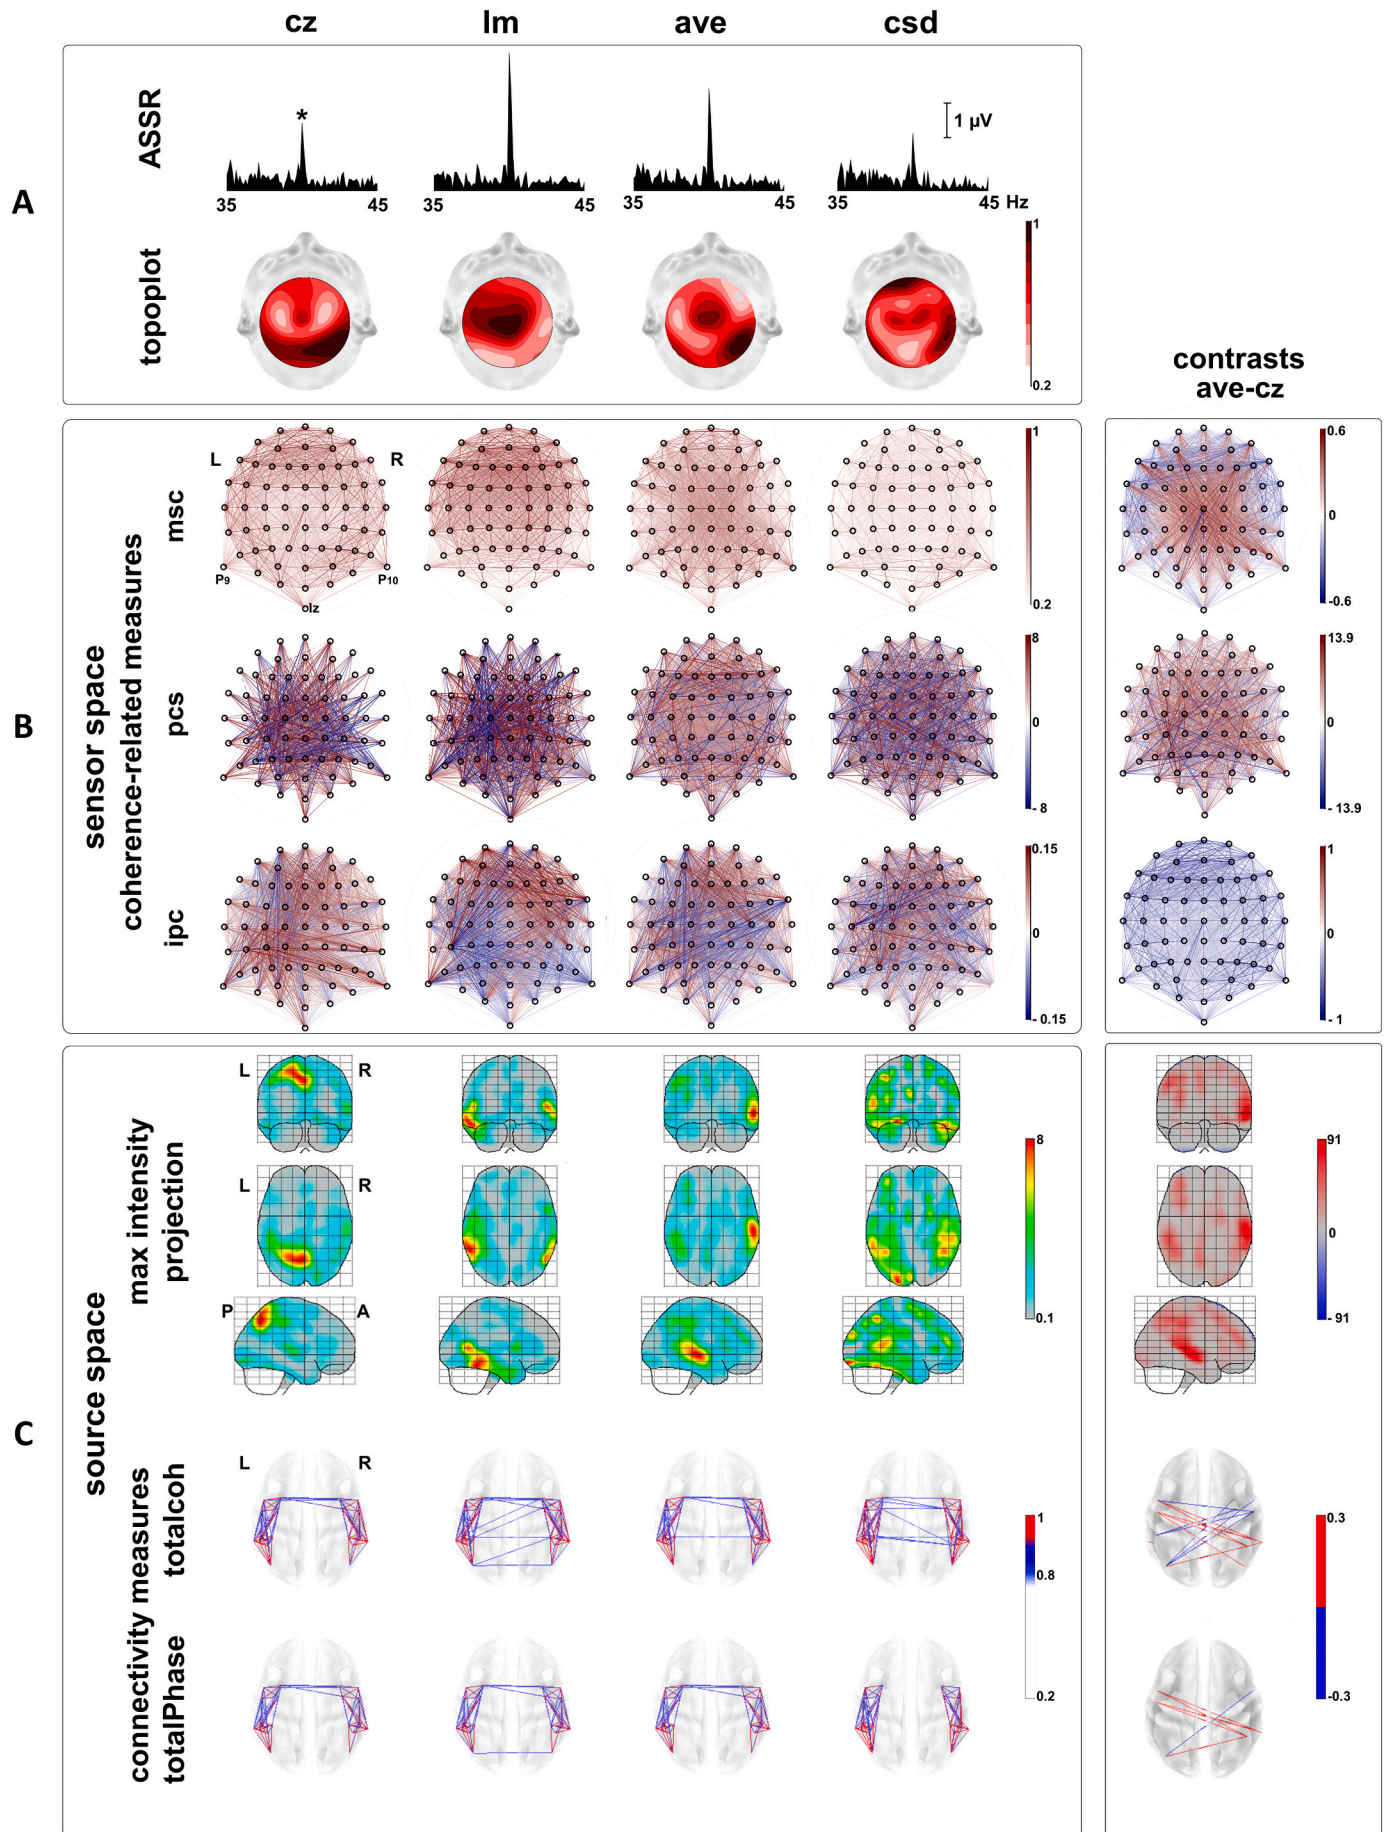 cz lm ave csd
A
ASSR
*
1 µV
35 45 35 45 35 45 35 45 Hz
topoplot
1
0.2
contrasts
ave-cz
B
sensor space
coherence-related measures
msc
L R
P9 P10
Iz
1
0.2
0.6
0
-0.6
pcs
8
0
- 8
13.9
0
- 13.9
ipc
0.15
0
- 0.15
1
0
- 1
C
source space
max intensity
projection
L R
L R
P A
8
0.1
91
0
- 91
connectivity measures
totalcoh
totalPhase
L R
1
0.8
0.2
0.3
-0.3